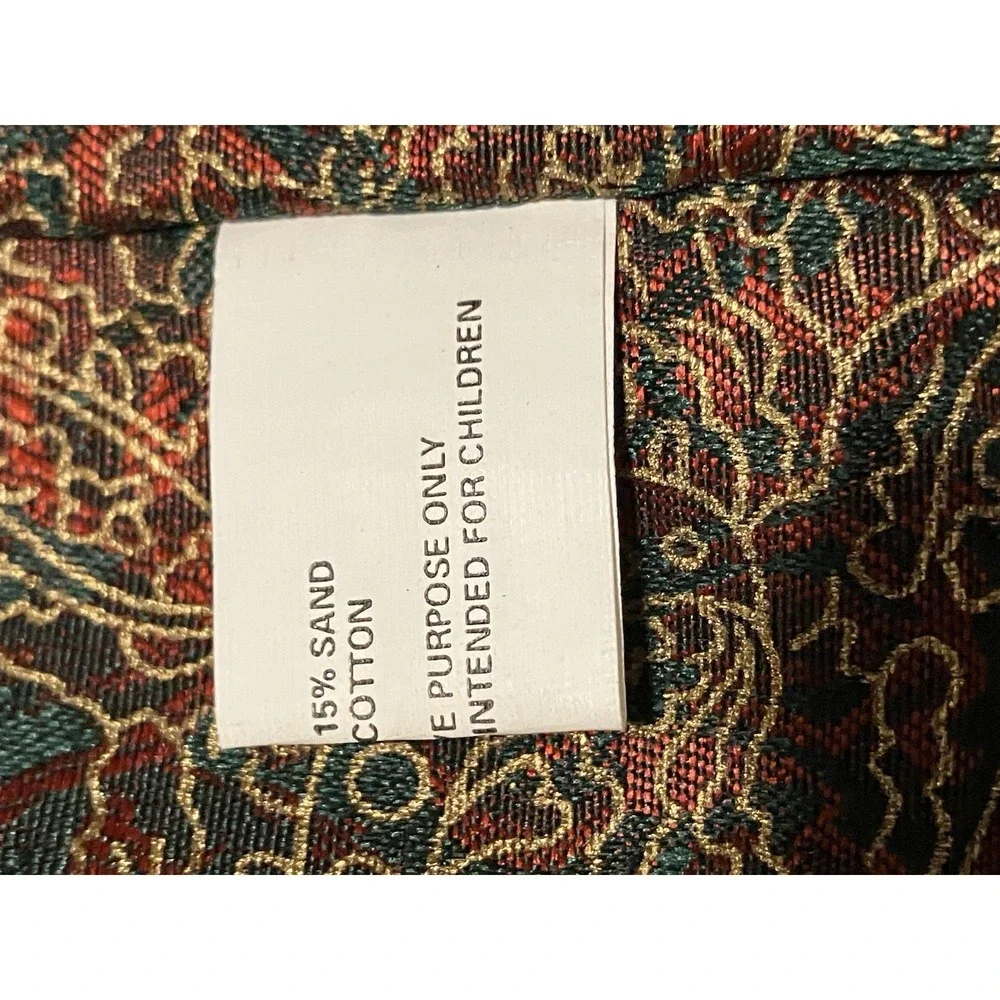 15% SAND
COTTON
E PURPOSE ONLY
INTENDED FOR CHILDREN